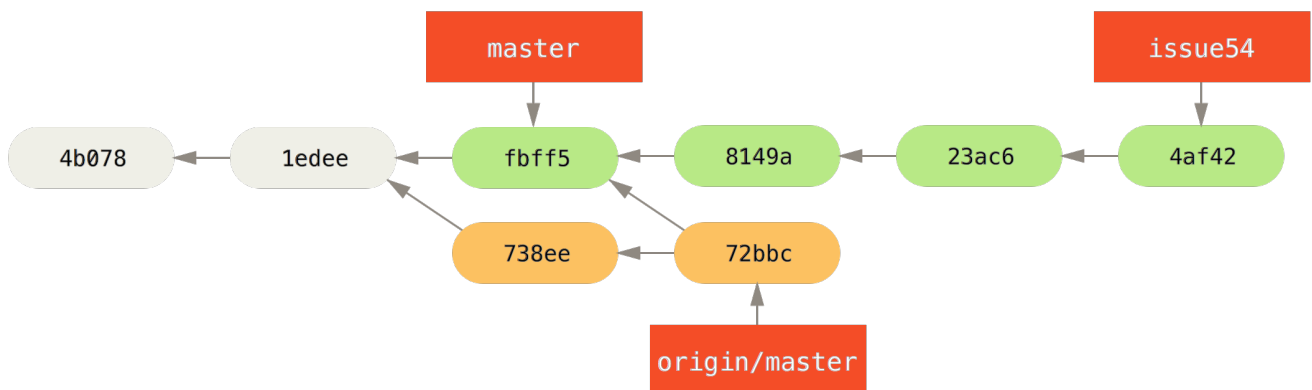 master
issue54
4b078
1edee
fbff5
8149a
23ac6
4af42
738ee
72bbc
origin/master